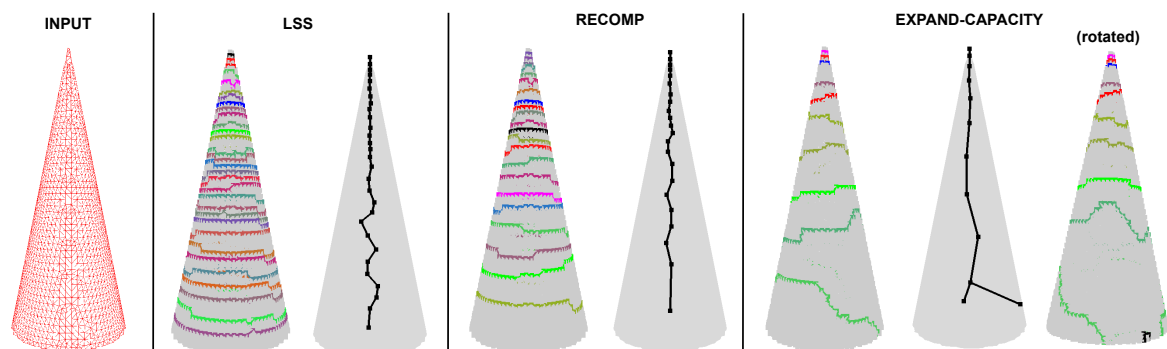 INPUT
LSS
RECOMP
EXPAND-CAPACITY
(rotated)